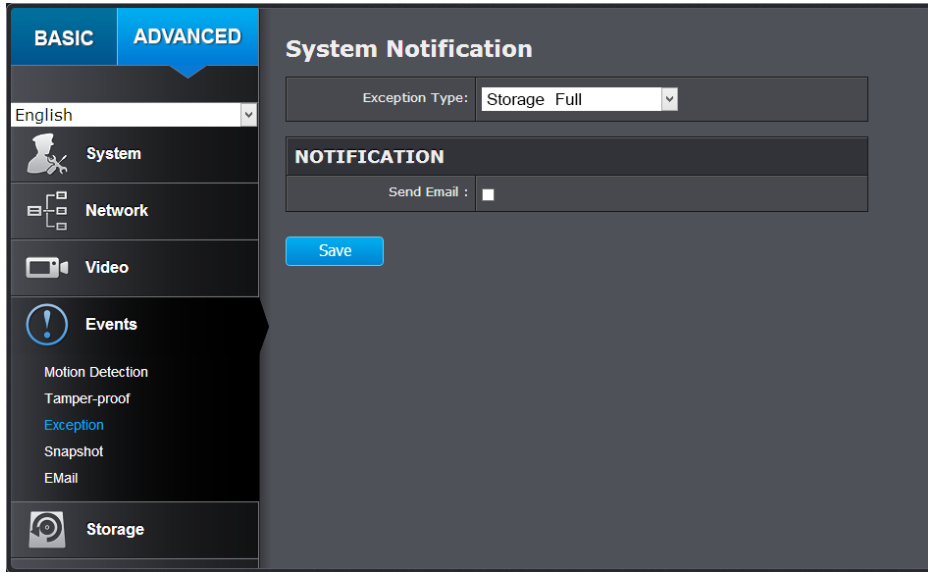 BASIC
ADVANCED
English
System
Network
Video
Events
Motion Detection
Tamper-proof
Exception
Snapshot
EMail
Storage
System Notification
Exception Type: Storage Full
NOTIFICATION
Send Email :
Save